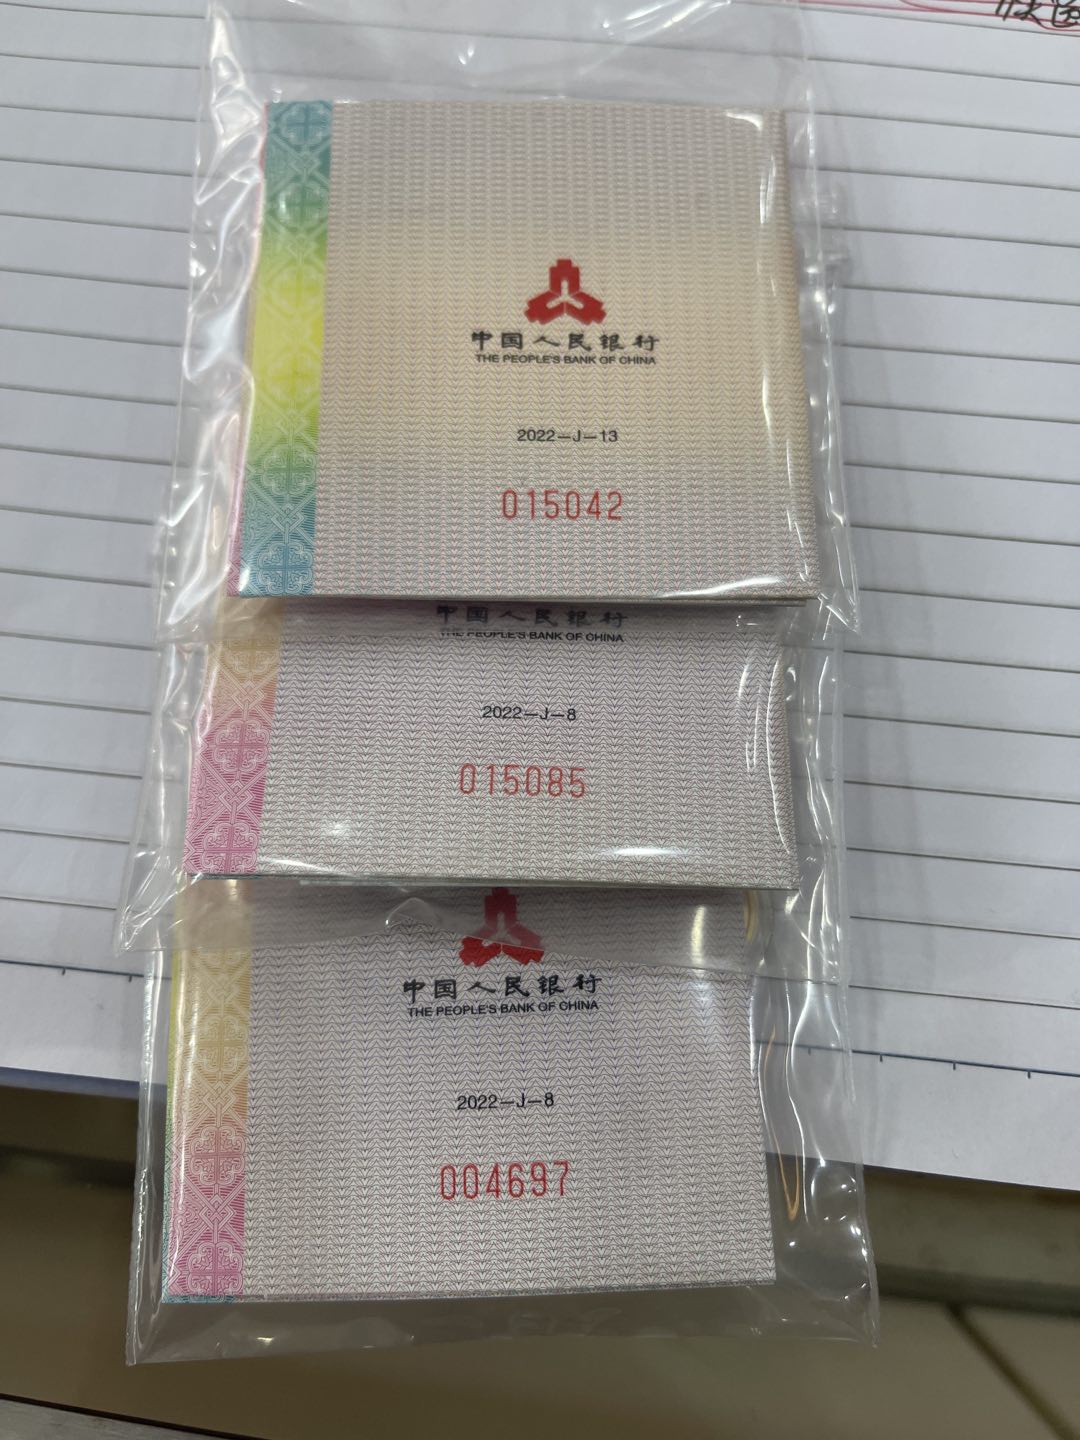 中国人民银行
THE PEOPLE'S BANK OF CHINA
2022—J—13
015042
中国人民银行
THE PEOPLE'S BANK OF CHINA
2022—J—8
015085
中国人民银行
THE PEOPLE'S BANK OF CHINA
2022—J—8
004697